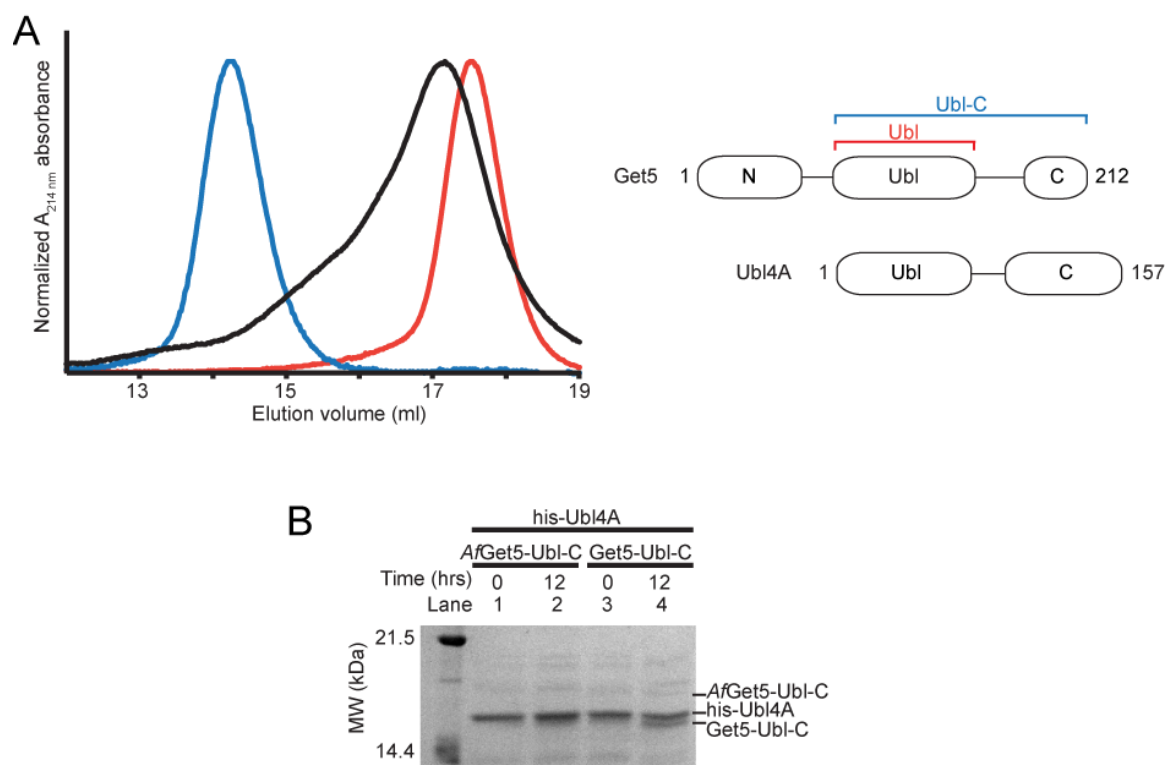 A
Normalized A214 nm absorbance
13 15 17 19
Elution volume (ml)
Ubl-C
Ubl
Get5 1 N Ubl C 212
Ubl4A 1 Ubl C 157
B
his-Ubl4A
AfGet5-Ubl-C Get5-Ubl-C
Time (hrs) 0 12 0 12
Lane 1 2 3 4
MW (kDa)
21.5
AfGet5-Ubl-C
his-Ubl4A
Get5-Ubl-C
14.4